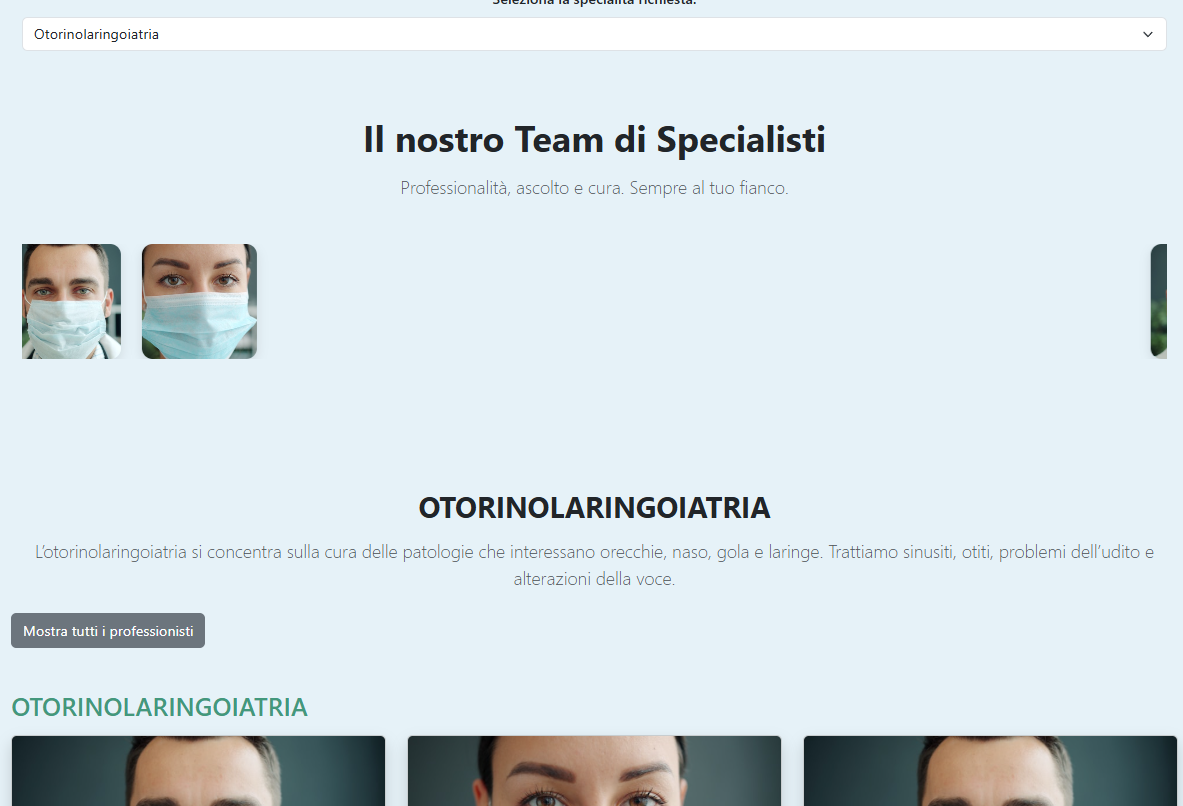 Seleziona la specialità richiesta:
Otorinolaringoiatria
Il nostro Team di Specialisti
Professionalità, ascolto e cura. Sempre al tuo fianco.
OTORINOLARINGOIATRIA
L’otorinolaringoiatria si concentra sulla cura delle patologie che interessano orecchie, naso, gola e laringe. Trattiamo sinusiti, otiti, problemi dell’udito e
alterazioni della voce.
Mostra tutti i professionisti
OTORINOLARINGOIATRIA